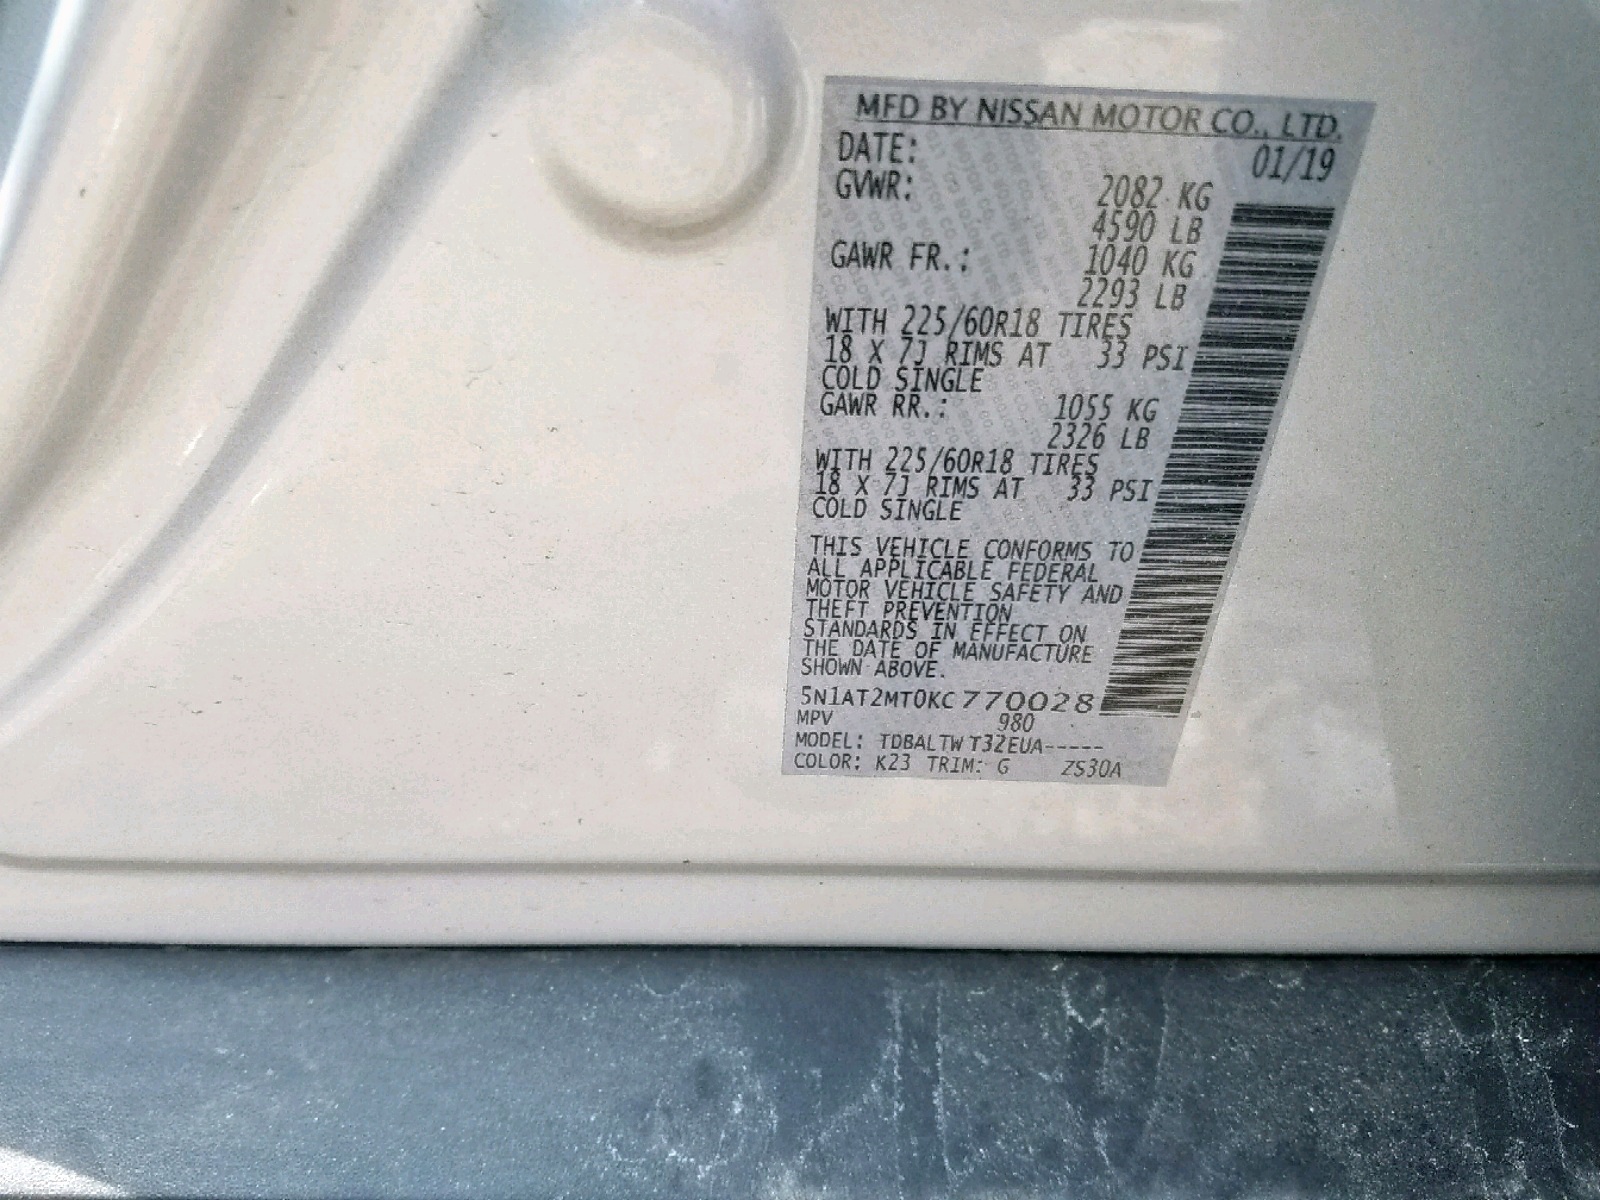 MFD BY NISSAN MOTOR CO., LTD.
DATE: 01/19
GVWR: 2082 KG
4590 LB
GAWR FR.: 1040 KG
2293 LB
WITH 225/60R18 TIRES
18 X 7J RIMS AT 33 PSI
COLD SINGLE
GAWR RR.: 1055 KG
2326 LB
WITH 225/60R18 TIRES
18 X 7J RIMS AT 33 PSI
COLD SINGLE
THIS VEHICLE CONFORMS TO
ALL APPLICABLE FEDERAL
MOTOR VEHICLE SAFETY AND
THEFT PREVENTION
STANDARDS IN EFFECT ON
THE DATE OF MANUFACTURE
SHOWN ABOVE.
5N1AT2MT0KC770028
MPV 980
MODEL: TDBALTW T32EUA-----
COLOR: K23 TRIM: G ZS30A